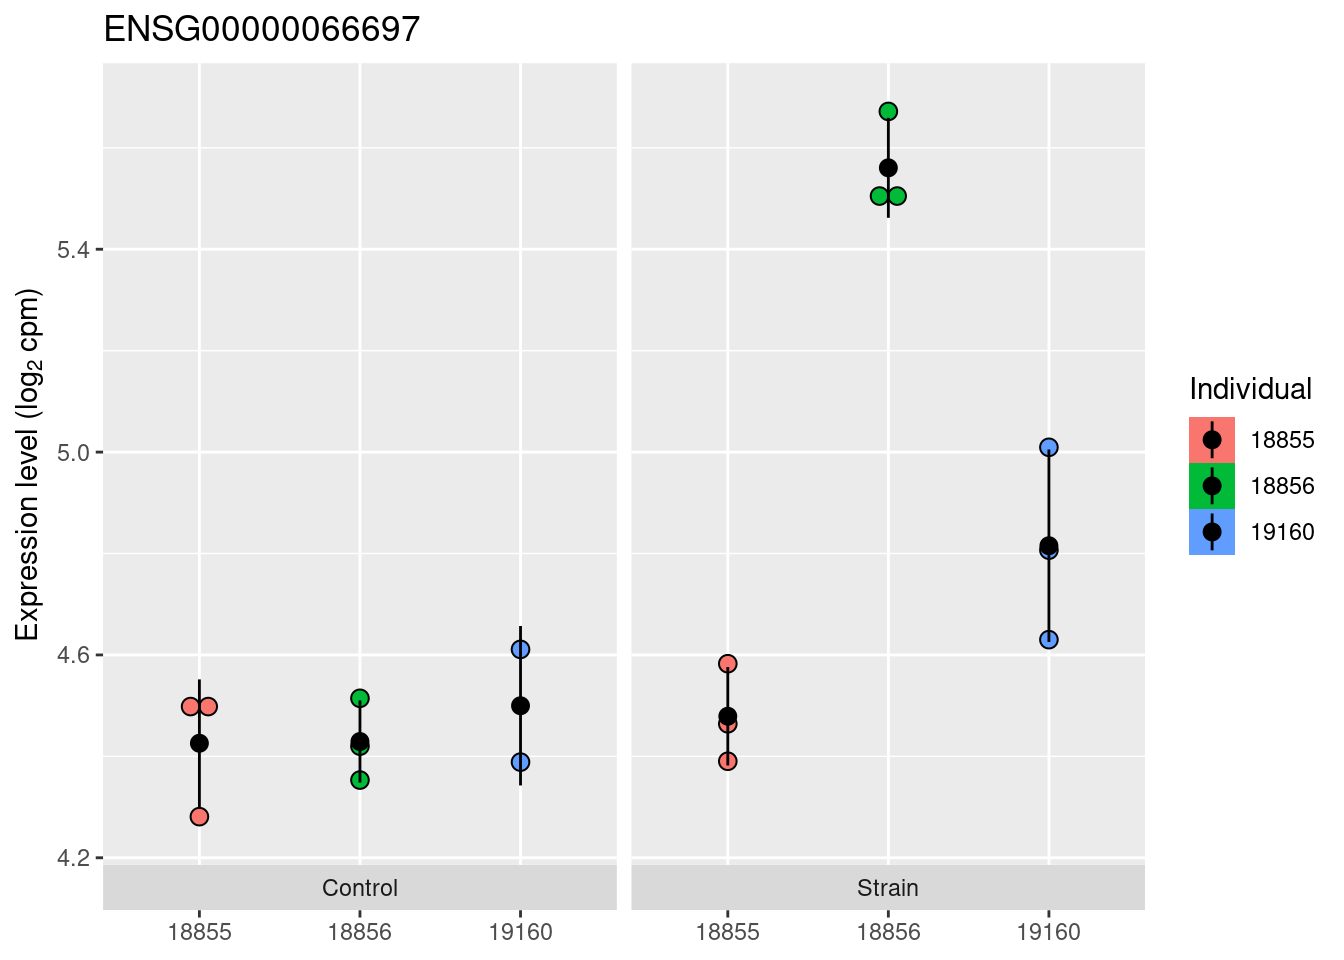 ENSG00000066697
Expression level (log2 cpm)
5.4
5.0
4.6
4.2
Control
Strain
18855
18856
19160
18855
18856
19160
Individual
18855
18856
19160